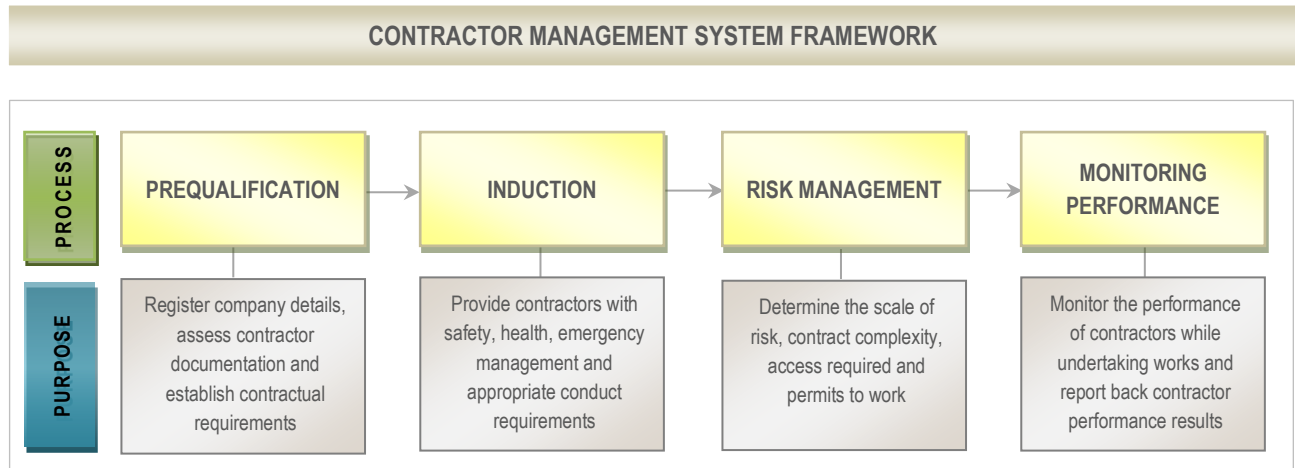 CONTRACTOR MANAGEMENT SYSTEM FRAMEWORK
PROCESS
PREQUALIFICATION
INDUCTION
RISK MANAGEMENT
MONITORING
PERFORMANCE
PURPOSE
Register company details,
assess contractor
documentation and
establish contractual
requirements
Provide contractors with
safety, health, emergency
management and
appropriate conduct
requirements
Determine the scale of
risk, contract complexity,
access required and
permits to work
Monitor the performance
of contractors while
undertaking works and
report back contractor
performance results